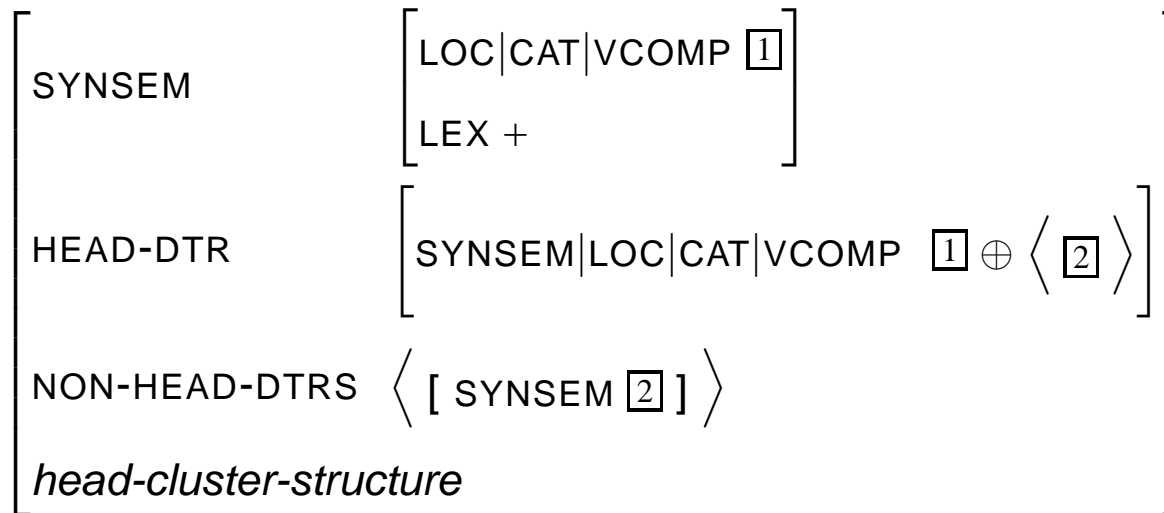 LOC|CAT|VCOMP 1
SYNSEM
LEX +
HEAD-DTR SYNSEM|LOC|CAT|VCOMP 1 ⊕ ⟨ 2 ⟩
NON-HEAD-DTRS ⟨ [ SYNSEM 2 ] ⟩
head-cluster-structure